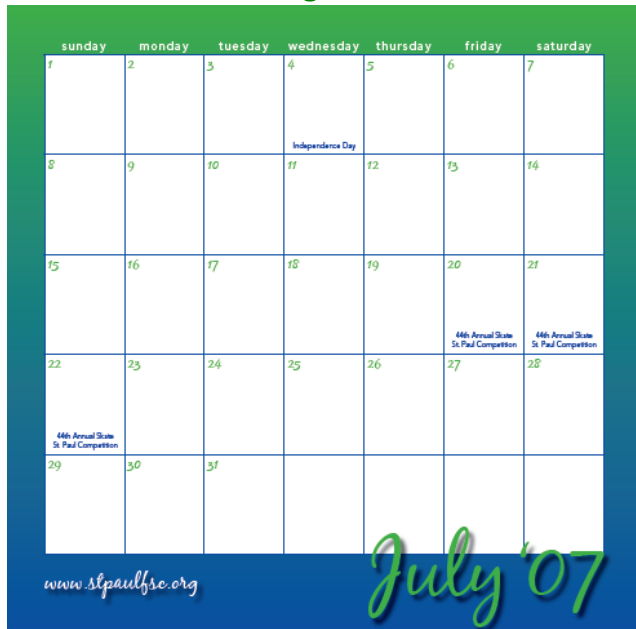 sunday monday tuesday wednesday thursday friday saturday
1 2 3 4 5 6 7
Independence Day
8 9 10 11 12 13 14
15 16 17 18 19 20 21
44th Annual Skate 44th Annual Skate
St. Paul Competition St. Paul Competition
22 23 24 25 26 27 28
44th Annual Skate
St. Paul Competition
29 30 31
www.stpaulfsc.org
July '07